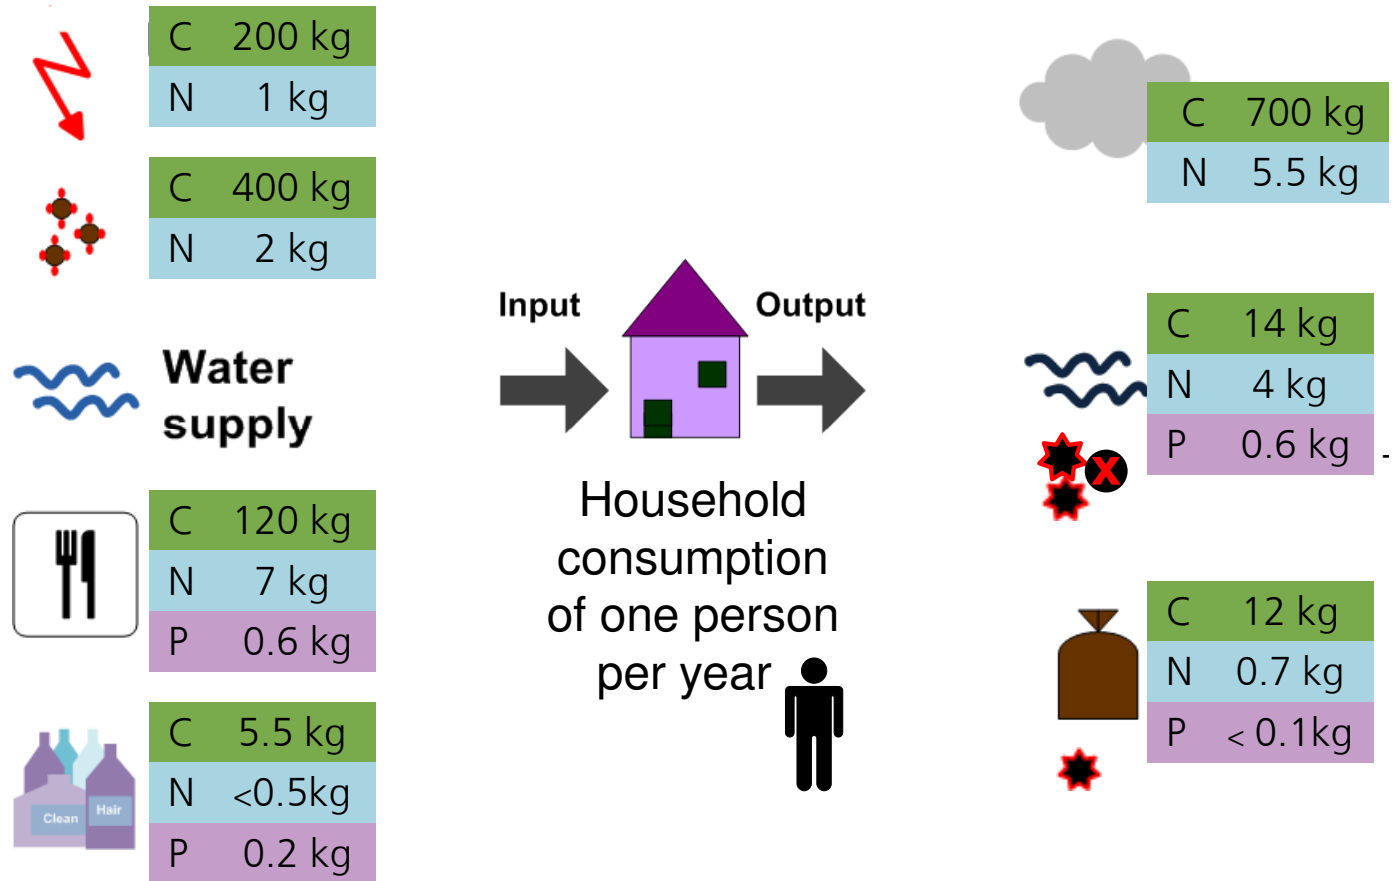 C 200 kg
N 1 kg
C 400 kg
N 2 kg
Water
supply
C 120 kg
N 7 kg
P 0.6 kg
Clean
Hair
C 5.5 kg
N <0.5kg
P 0.2 kg
Input
Output
Household
consumption
of one person
per year
C 700 kg
N 5.5 kg
C 14 kg
N 4 kg
P 0.6 kg
X
C 12 kg
N 0.7 kg
P < 0.1kg